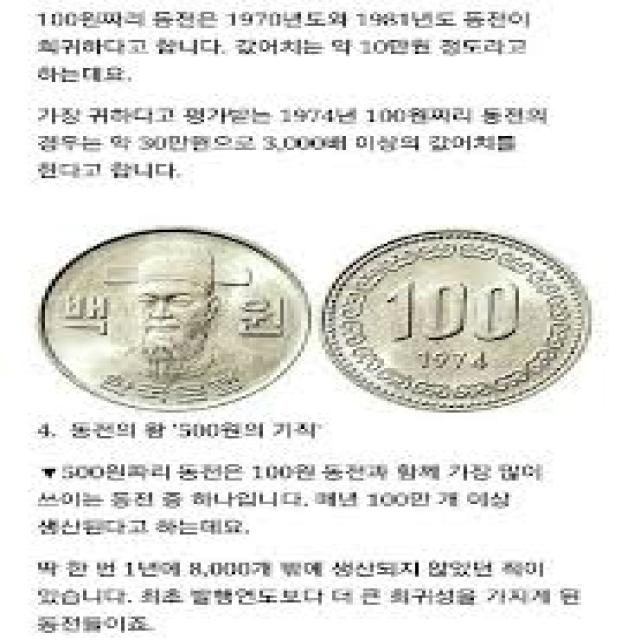 100원짜리 동전은 1970년도와 1981년도 동전이
희귀하다고 합니다. 값어치는 약 10만원 정도라고
하는데요.
가장 귀하다고 평가받는 1974년 100원짜리 동전의
경우는 약 30만원으로 3,000배 이상의 값어치를
한다고 합니다.
백 원
한국은행
100
1974
4. 동전의 왕 '500원의 기적'
▼500원짜리 동전은 100원 동전과 함께 가장 많이
쓰이는 동전 중 하나입니다. 매년 100만 개 이상
생산된다고 하는데요.
딱 한 번 1년에 8,000개 밖에 생산되지 않았던 적이
있습니다. 최초 발행연도보다 더 큰 희귀성을 가지게 된
동전들이죠.